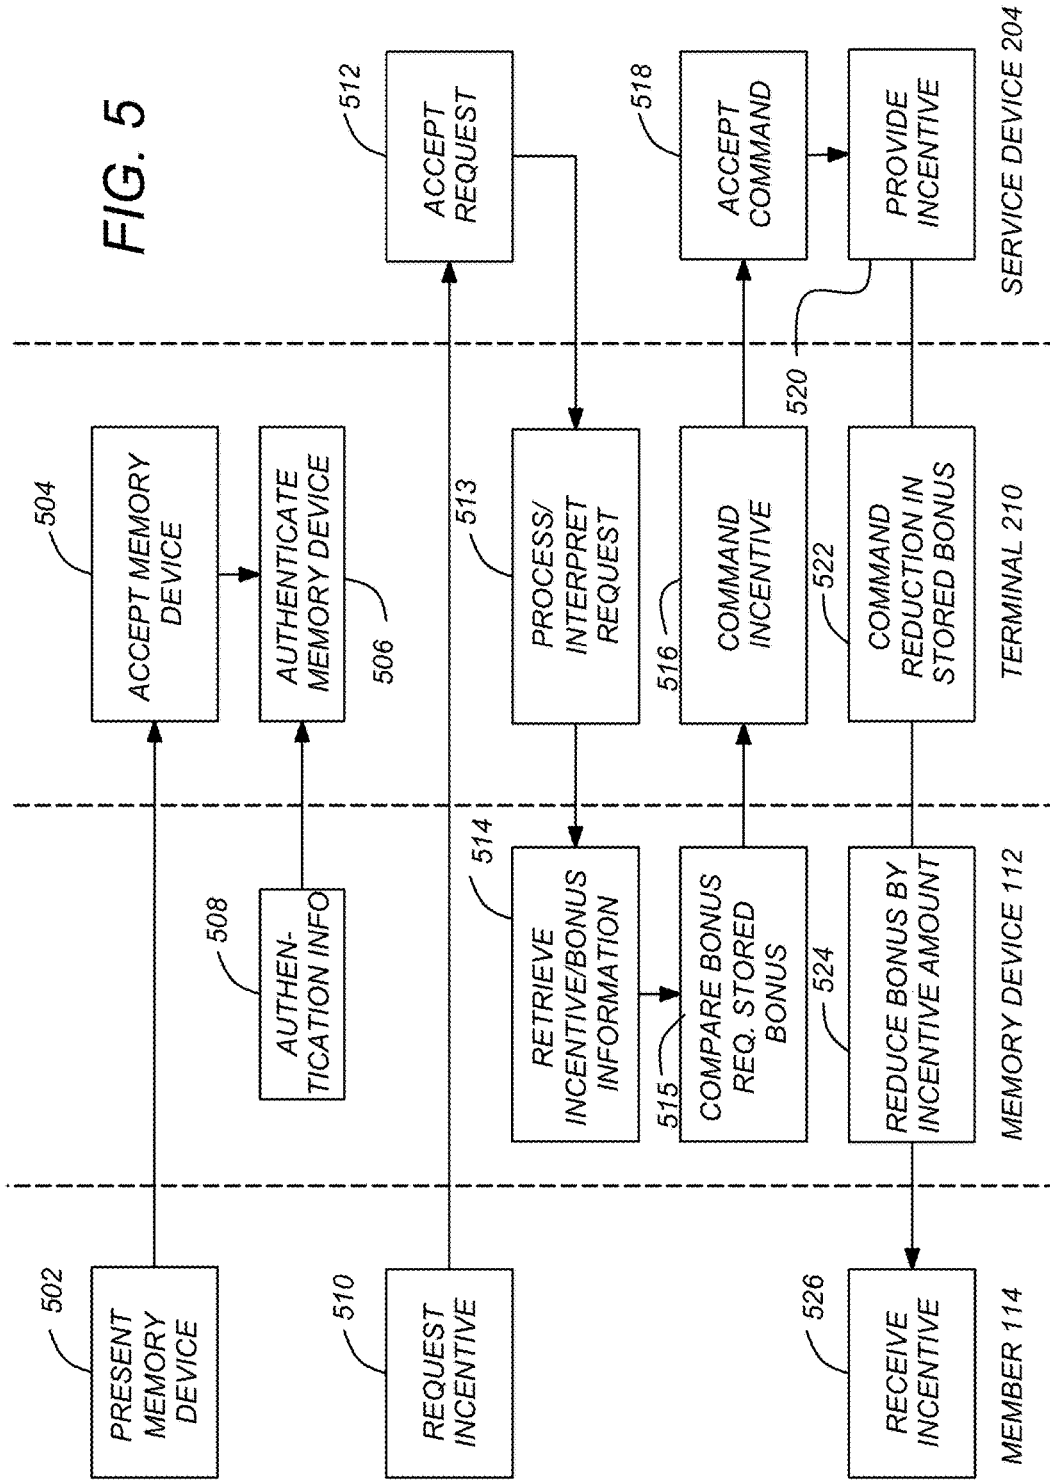 FIG. 5
502
PRESENT
MEMORY
DEVICE
504
ACCEPT MEMORY
DEVICE
508
AUTHEN-
TICATION INFO
AUTHENTICATE
MEMORY DEVICE
506
510
REQUEST
INCENTIVE
512
ACCEPT
REQUEST
513
PROCESS/
INTERPRET
REQUEST
514
RETRIEVE
INCENTIVE/BONUS
INFORMATION
515
COMPARE BONUS
REQ. STORED
BONUS
516
COMMAND
INCENTIVE
518
ACCEPT
COMMAND
520
PROVIDE
INCENTIVE
522
COMMAND
REDUCTION IN
STORED BONUS
524
REDUCE BONUS BY
INCENTIVE AMOUNT
526
RECEIVE
INCENTIVE
MEMBER 114
MEMORY DEVICE 112
TERMINAL 210
SERVICE DEVICE 204